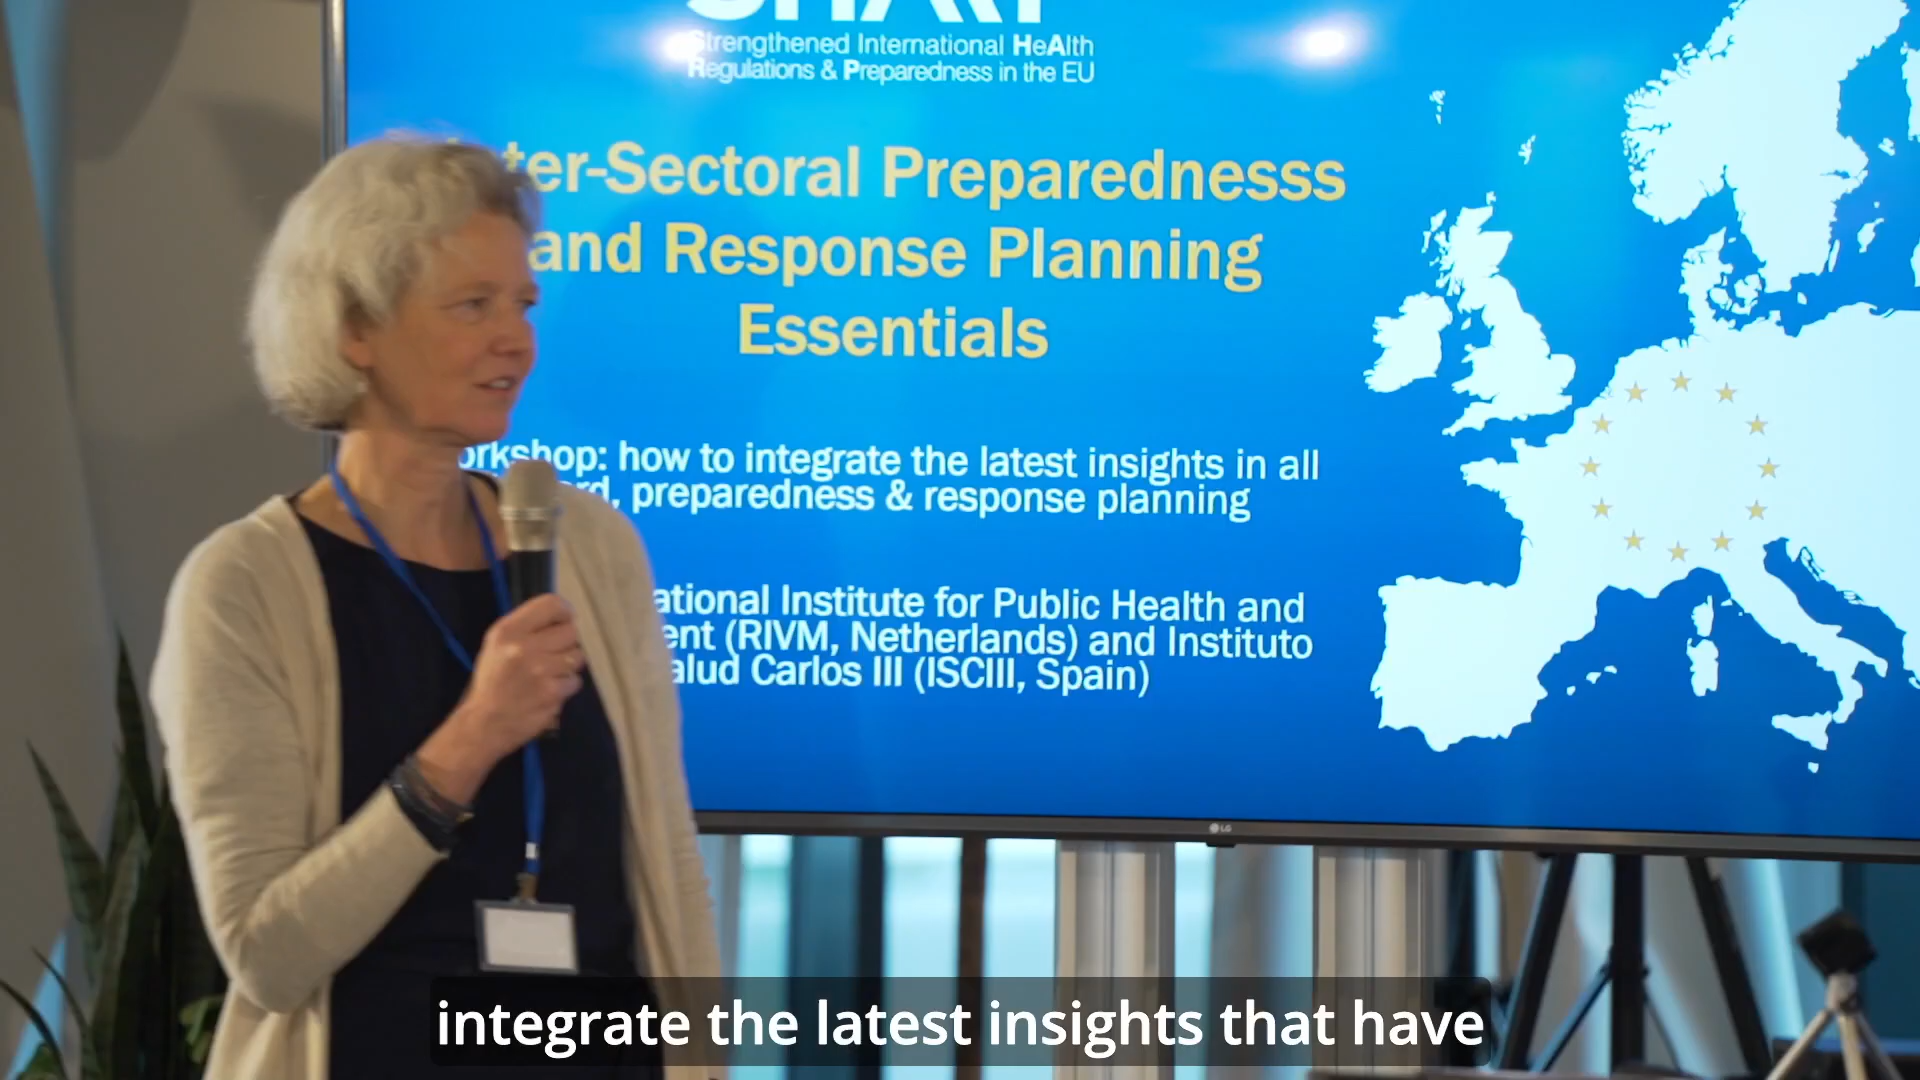 Strengthened International HeAlth
Regulations & Preparedness in the EU
Inter-Sectoral Preparednesss
and Response Planning
Essentials
orkshop: how to integrate the latest insights in all
rd, preparedness & response planning
ational Institute for Public Health and
ent (RIVM, Netherlands) and Instituto
alud Carlos III (ISCIII, Spain)
LG
integrate the latest insights that have